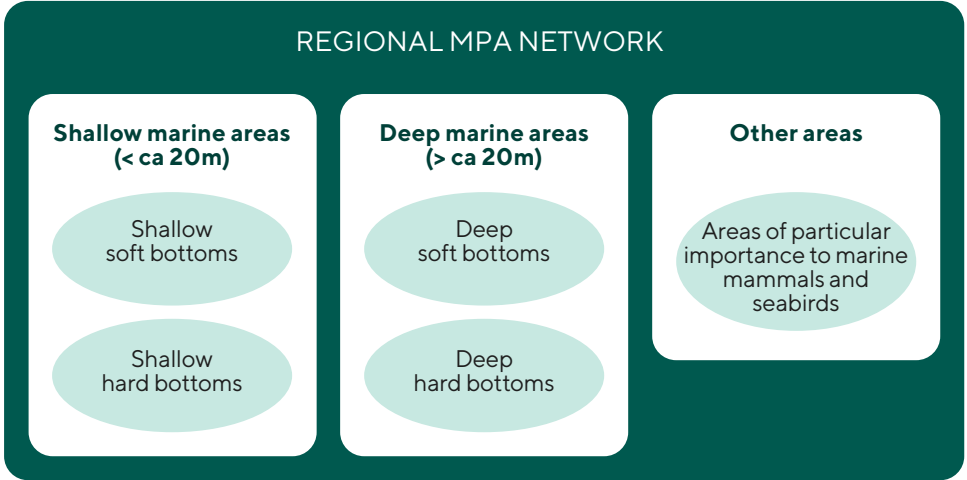 REGIONAL MPA NETWORK
Shallow marine areas
(< ca 20m)
Shallow
soft bottoms
Shallow
hard bottoms
Deep marine areas
(> ca 20m)
Deep
soft bottoms
Deep
hard bottoms
Other areas
Areas of particular
importance to marine
mammals and
seabirds